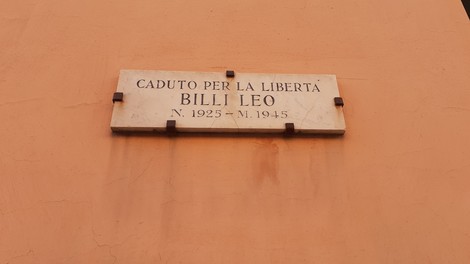 CADUTO PER LA LIBERTÀ
BILLI LEO
N. 1925 - M. 1945